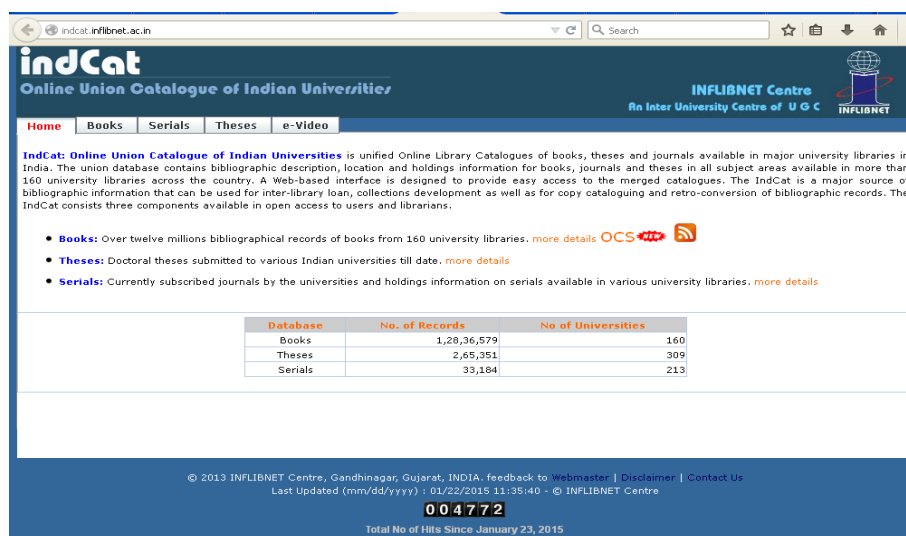 indcat.inflibnet.ac.in
Search
indCat
Online Union Catalogue of Indian Universities
INFLIBNET Centre
An Inter University Centre of U G C
INFLIBNET
Home Books Serials Theses e-Video
IndCat: Online Union Catalogue of Indian Universities is unified Online Library Catalogues of books, theses and journals available in major university libraries in
India. The union database contains bibliographic description, location and holdings information for books, journals and theses in all subject areas available in more than
160 university libraries across the country. A Web-based interface is designed to provide easy access to the merged catalogues. The IndCat is a major source
bibliographic information that can be used for inter-library loan, collections development as well as for copy cataloguing and retro-conversion of bibliographic records. The
IndCat consists three components available in open access to users and librarians.
Books: Over twelve millions bibliographical records of books from 160 university libraries. more details OCS NEW
Theses: Doctoral theses submitted to various Indian universities till date. more details
Serials: Currently subscribed journals by the universities and holdings information on serials available in various university libraries. more details
Database No. of Records No of Universities
Books 1,28,36,579 160
Theses 2,65,351 309
Serials 33,184 213
© 2013 INFLIBNET Centre, Gandhinagar, Gujarat, INDIA. feedback to Webmaster | Disclaimer | Contact Us
Last Updated (mm/dd/yyyy) : 01/22/2015 11:35:40 - © INFLIBNET Centre
004772
Total No of Hits Since January 23, 2015